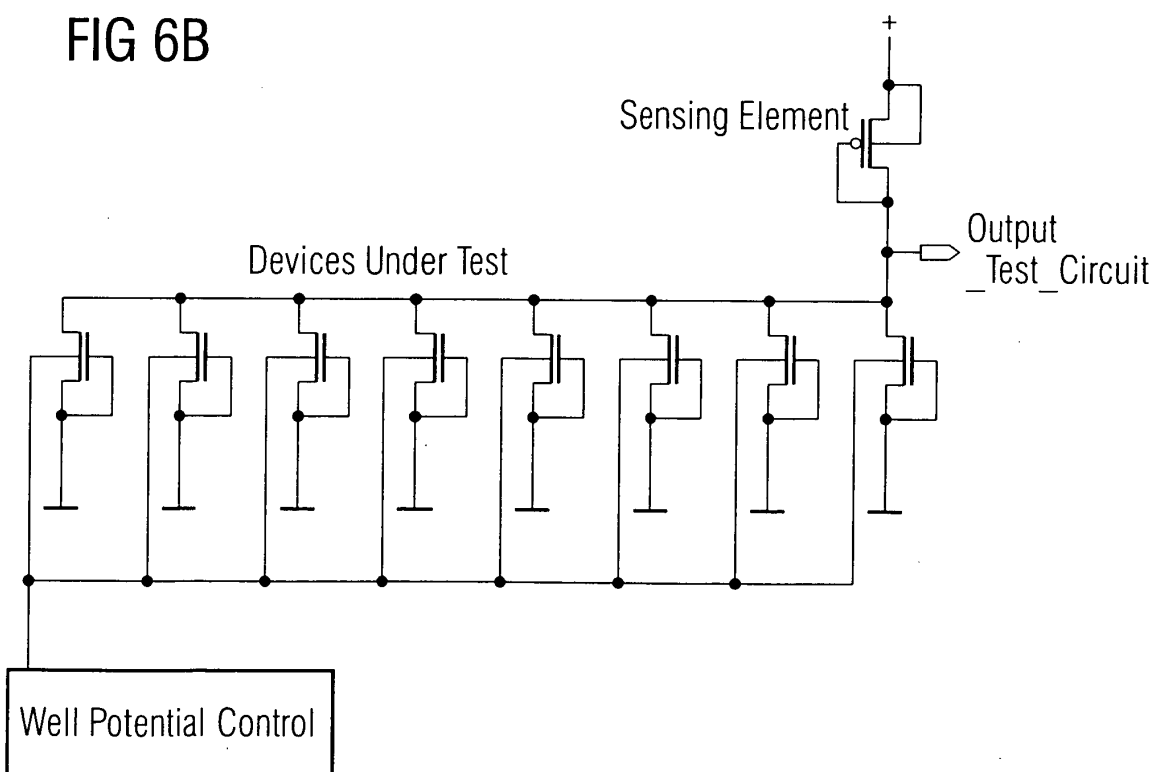 FIG 6B
+
Sensing Element
Output
_Test_Circuit
Devices Under Test
Well Potential Control